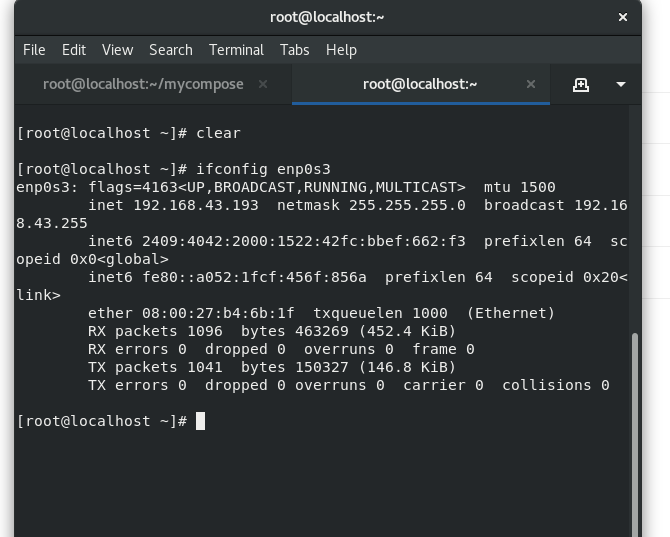 root@localhost:~
File Edit View Search Terminal Tabs Help
root@localhost:~/mycompose root@localhost:~
[root@localhost ~]# clear
[root@localhost ~]# ifconfig enp0s3
enp0s3: flags=4163<UP,BROADCAST,RUNNING,MULTICAST>  mtu 1500
        inet 192.168.43.193  netmask 255.255.255.0  broadcast 192.16
8.43.255
        inet6 2409:4042:2000:1522:42fc:bbef:662:f3  prefixlen 64  sc
opeid 0x0<global>
        inet6 fe80::a052:1fcf:456f:856a  prefixlen 64  scopeid 0x20<
link>
        ether 08:00:27:b4:6b:1f  txqueuelen 1000  (Ethernet)
        RX packets 1096  bytes 463269 (452.4 KiB)
        RX errors 0  dropped 0  overruns 0  frame 0
        TX packets 1041  bytes 150327 (146.8 KiB)
        TX errors 0  dropped 0 overruns 0  carrier 0  collisions 0
[root@localhost ~]#